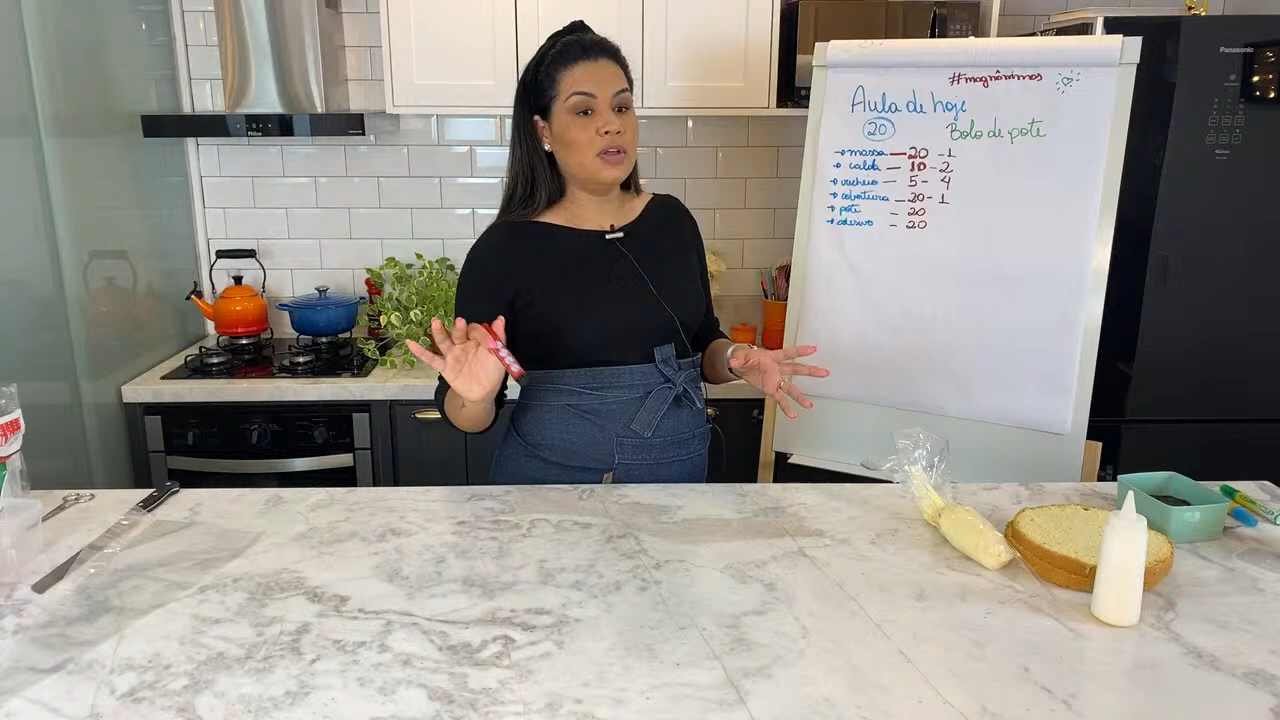 #magnânimos
Aula de hoje
20 Bolo de pote
→ massa — 20 - 1
→ calda — 10 - 2
→ recheio — 5 - 4
→ cobertura — 20 - 1
→ pote - 20
→ adesivo - 20
Panasonic
Philco